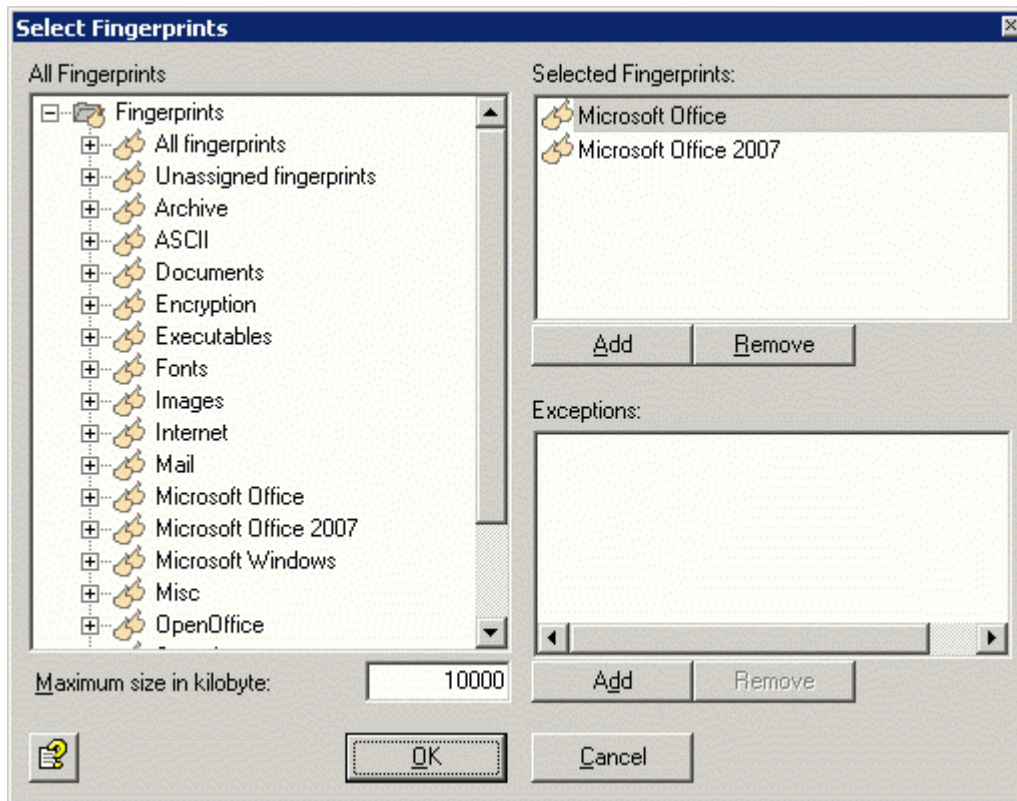 Select Fingerprints
All Fingerprints
Fingerprints
All fingerprints
Unassigned fingerprints
Archive
ASCII
Documents
Encryption
Executables
Fonts
Images
Internet
Mail
Microsoft Office
Microsoft Office 2007
Microsoft Windows
Misc
OpenOffice
Maximum size in kilobyte:
10000
Selected Fingerprints:
Microsoft Office
Microsoft Office 2007
Add
Remove
Exceptions:
Add
Remove
OK
Cancel